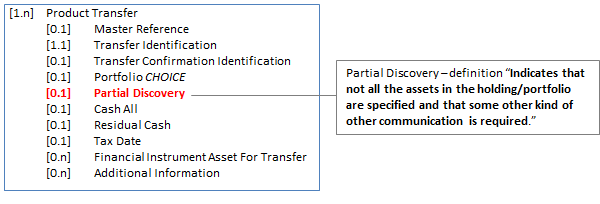 [1.n] Product Transfer
[0.1] Master Reference
[1.1] Transfer Identification
[0.1] Transfer Confirmation Identification
[0.1] Portfolio CHOICE
[0.1] Partial Discovery
[0.1] Cash All
[0.1] Residual Cash
[0.1] Tax Date
[0.n] Financial Instrument Asset For Transfer
[0.n] Additional Information
Partial Discovery – definition "Indicates that
not all the assets in the holding/portfolio
are specified and that some other kind of
other communication is required."